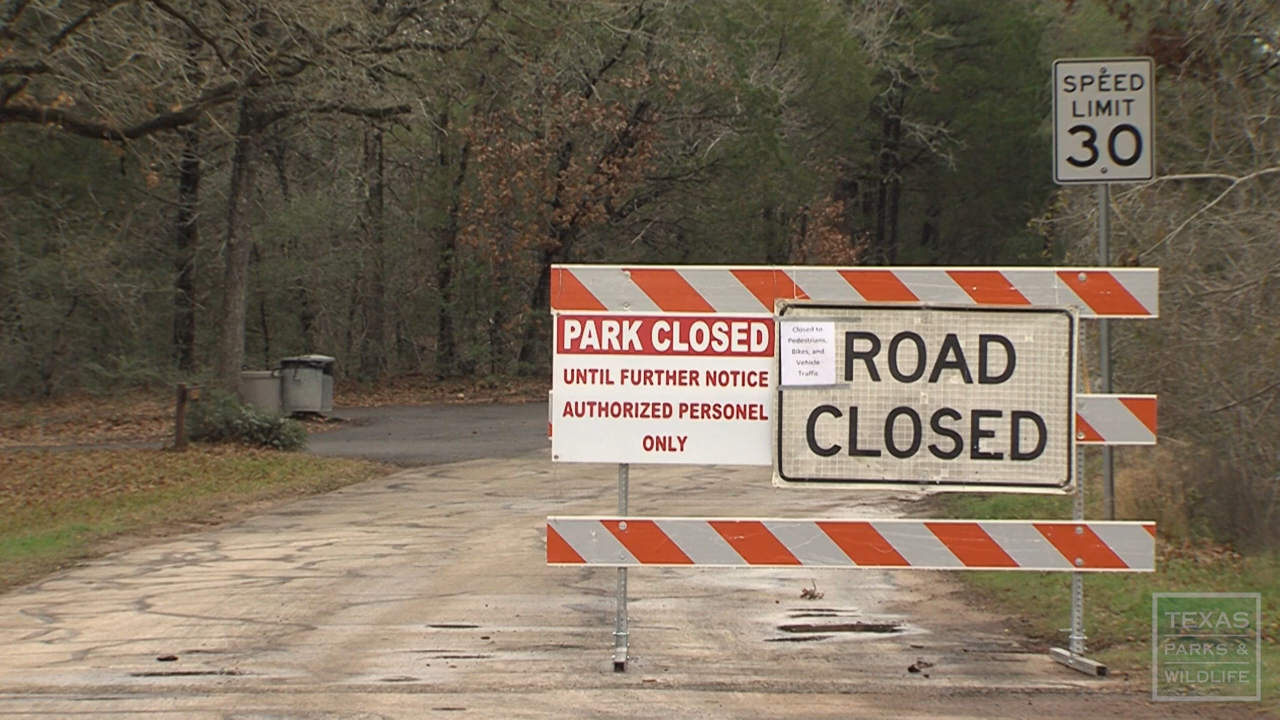 SPEED
LIMIT
30
PARK CLOSED
UNTIL FURTHER NOTICE
AUTHORIZED PERSONEL
ONLY
Closed to
Pedestrians,
Bikes, and
Vehicle
Traffic
ROAD
CLOSED
TEXAS
PARKS &
WILDLIFE